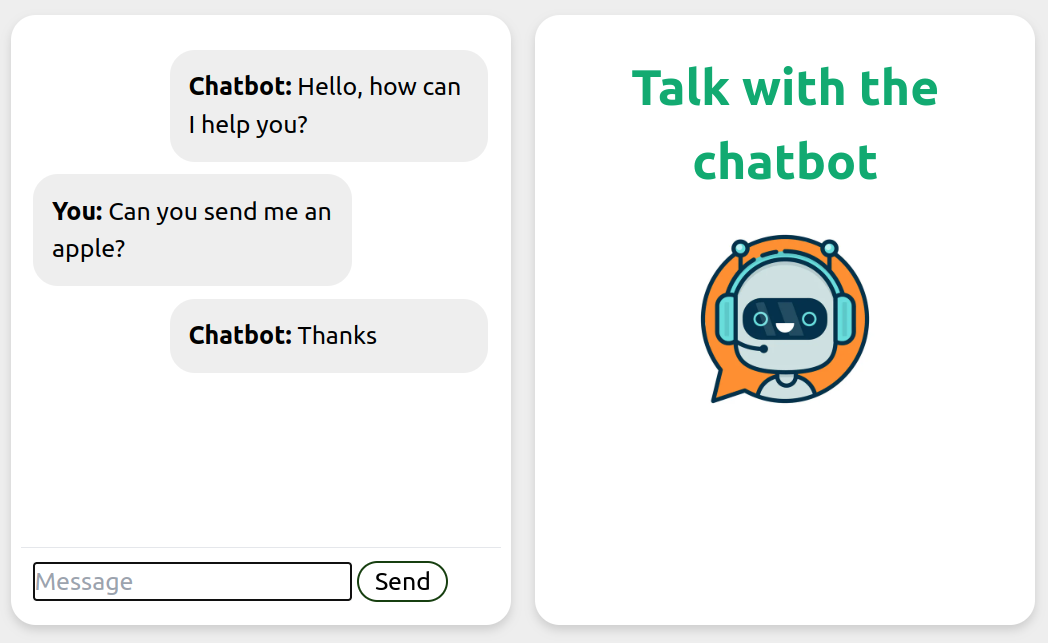 Chatbot: Hello, how can
I help you?
You: Can you send me an
apple?
Chatbot: Thanks
Message
Send
Talk with the
chatbot